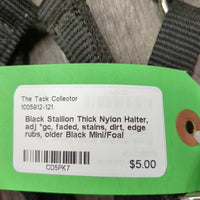 The Tack Collector
1005912-121
Black Stallion Thick Nylon Halter,
adj *gc, faded, stains, dirt, edge
rubs, older Black Mini/Foal
CD5PK7
$5.00